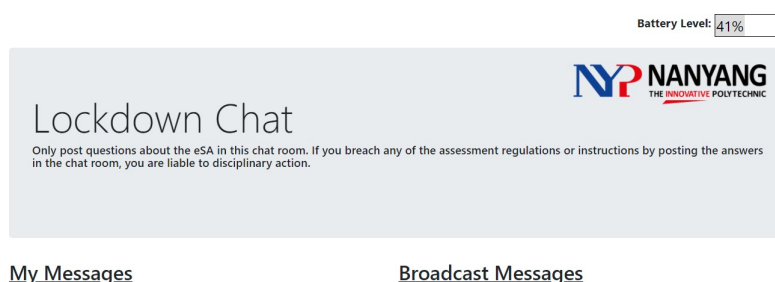 Battery Level: 41%
NYP NANYANG
THE INNOVATIVE POLYTECHNIC
Lockdown Chat
Only post questions about the eSA in this chat room. If you breach any of the assessment regulations or instructions by posting the answers
in the chat room, you are liable to disciplinary action.
My Messages
Broadcast Messages